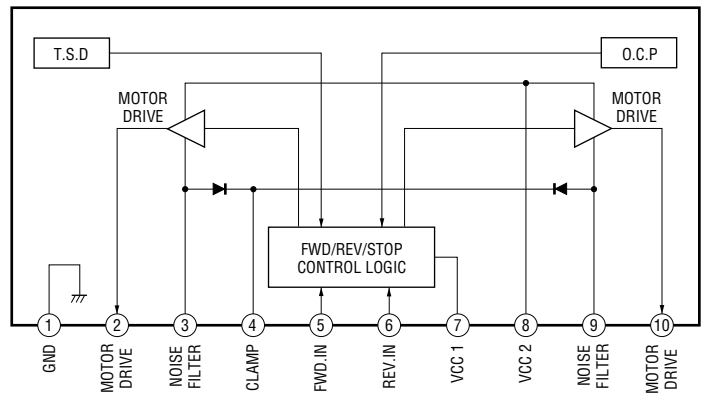 T.S.D
O.C.P
MOTOR
DRIVE
MOTOR
DRIVE
FWD/REV/STOP
CONTROL LOGIC
1
2
3
4
5
6
7
8
9
10
GND
MOTOR
DRIVE
NOISE
FILTER
CLAMP
FWD.IN
REV.IN
VCC 1
VCC 2
NOISE
FILTER
MOTOR
DRIVE